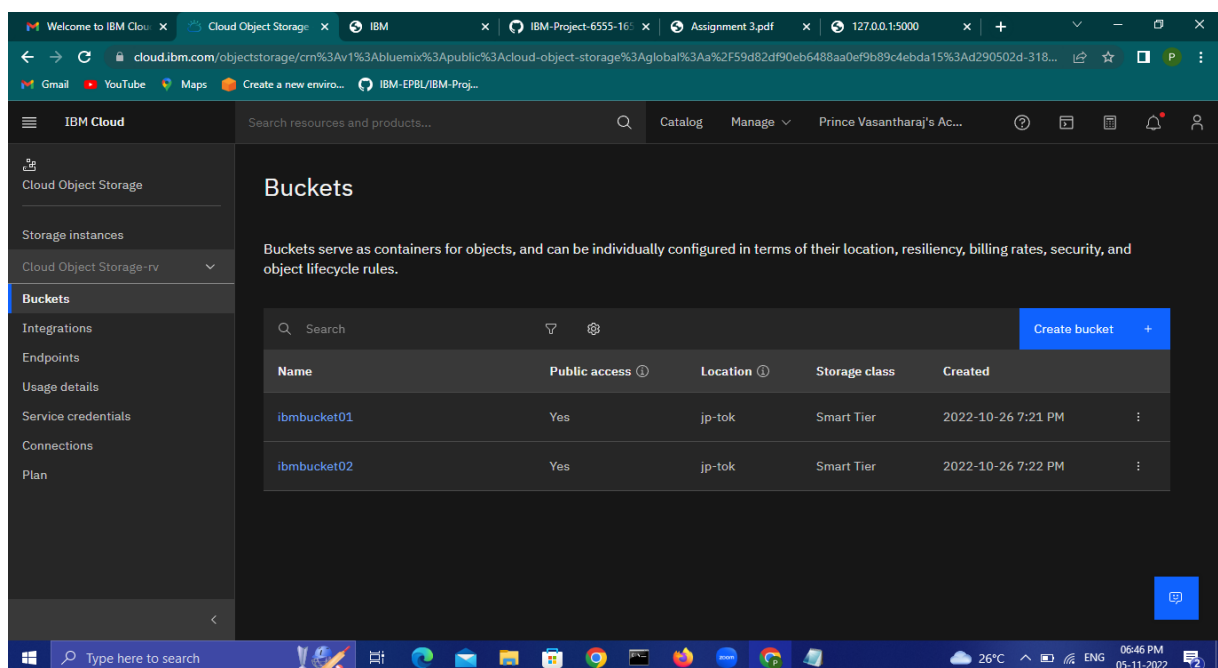 Welcome to IBM Clou
Cloud Object Storage
IBM
IBM-Project-6555-165
Assignment 3.pdf
127.0.0.1:5000
cloud.ibm.com/objectstorage/crn%3Av1%3Abluemix%3Apublic%3Acloud-object-storage%3Aglobal%3Aa%2F59d82df90eb6488aa0ef9b89c4ebda15%3Ad290502d-318...
P
Gmail
YouTube
Maps
Create a new enviro...
IBM-EPBL/IBM-Proj...
IBM Cloud
Search resources and products...
Catalog
Manage
Prince Vasantharaj's Ac...
Cloud Object Storage
Storage instances
Cloud Object Storage-rv
Buckets
Integrations
Endpoints
Usage details
Service credentials
Connections
Plan
Buckets
Buckets serve as containers for objects, and can be individually configured in terms of their location, resiliency, billing rates, security, and
object lifecycle rules.
Search
Create bucket +
Name Public access Location Storage class Created
ibmbucket01 Yes jp-tok Smart Tier 2022-10-26 7:21 PM
ibmbucket02 Yes jp-tok Smart Tier 2022-10-26 7:22 PM
Type here to search
zoom
P
26°C
ENG
06:46 PM
05-11-2022
2